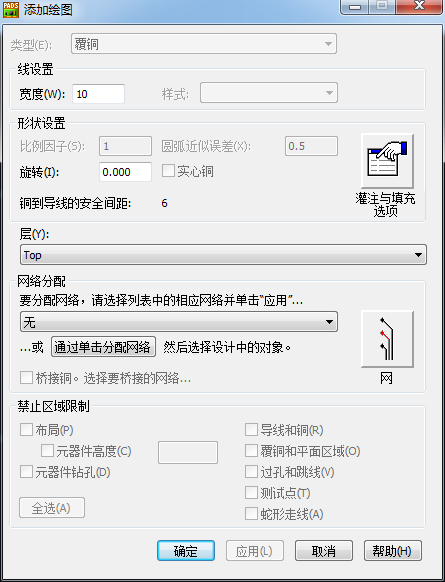 PADS
添加绘图
类型(E): 覆铜
线设置
宽度(W): 10 样式:
形状设置
比例因子(S): 1 圆弧近似误差(X): 0.5
旋转(I): 0.000 实心铜
灌注与填充
选项
铜到导线的安全间距: 6
层(Y):
Top
网络分配
要分配网络，请选择列表中的相应网络并单击“应用”...
无
...或 通过单击分配网络 然后选择设计中的对象。
网
桥接铜。选择要桥接的网络...
禁止区域限制
布局(P) 导线和铜(R)
元器件高度(C) 覆铜和平面区域(O)
元器件钻孔(D) 过孔和跳线(V)
测试点(T)
全选(A) 蛇形走线(A)
确定 应用(L) 取消 帮助(H)